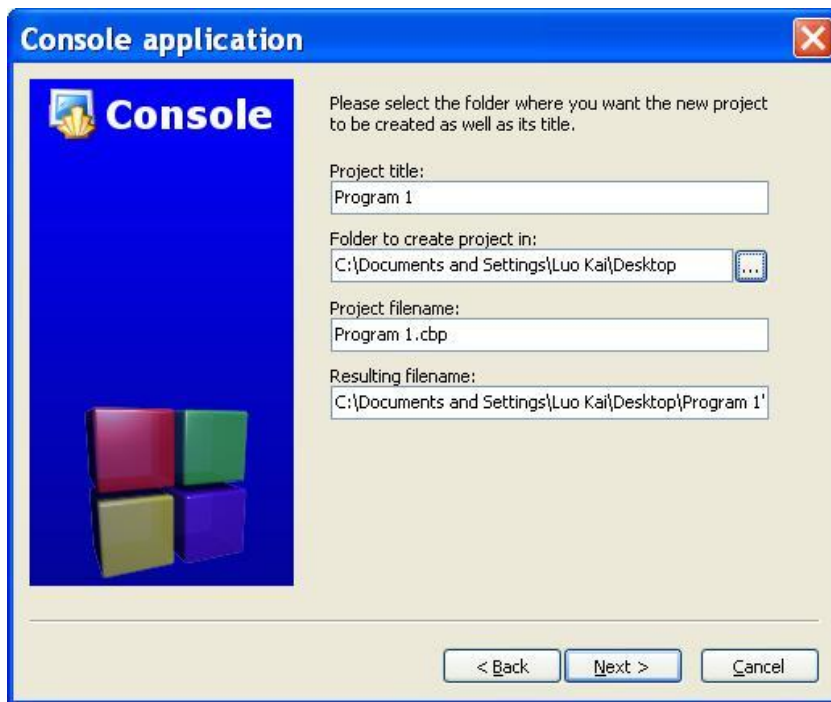 Console application
Console
Please select the folder where you want the new project
to be created as well as its title.
Project title:
Program 1
Folder to create project in:
C:\Documents and Settings\Luo Kai\Desktop
...
Project filename:
Program 1.cbp
Resulting filename:
C:\Documents and Settings\Luo Kai\Desktop\Program 1'
< Back
Next >
Cancel